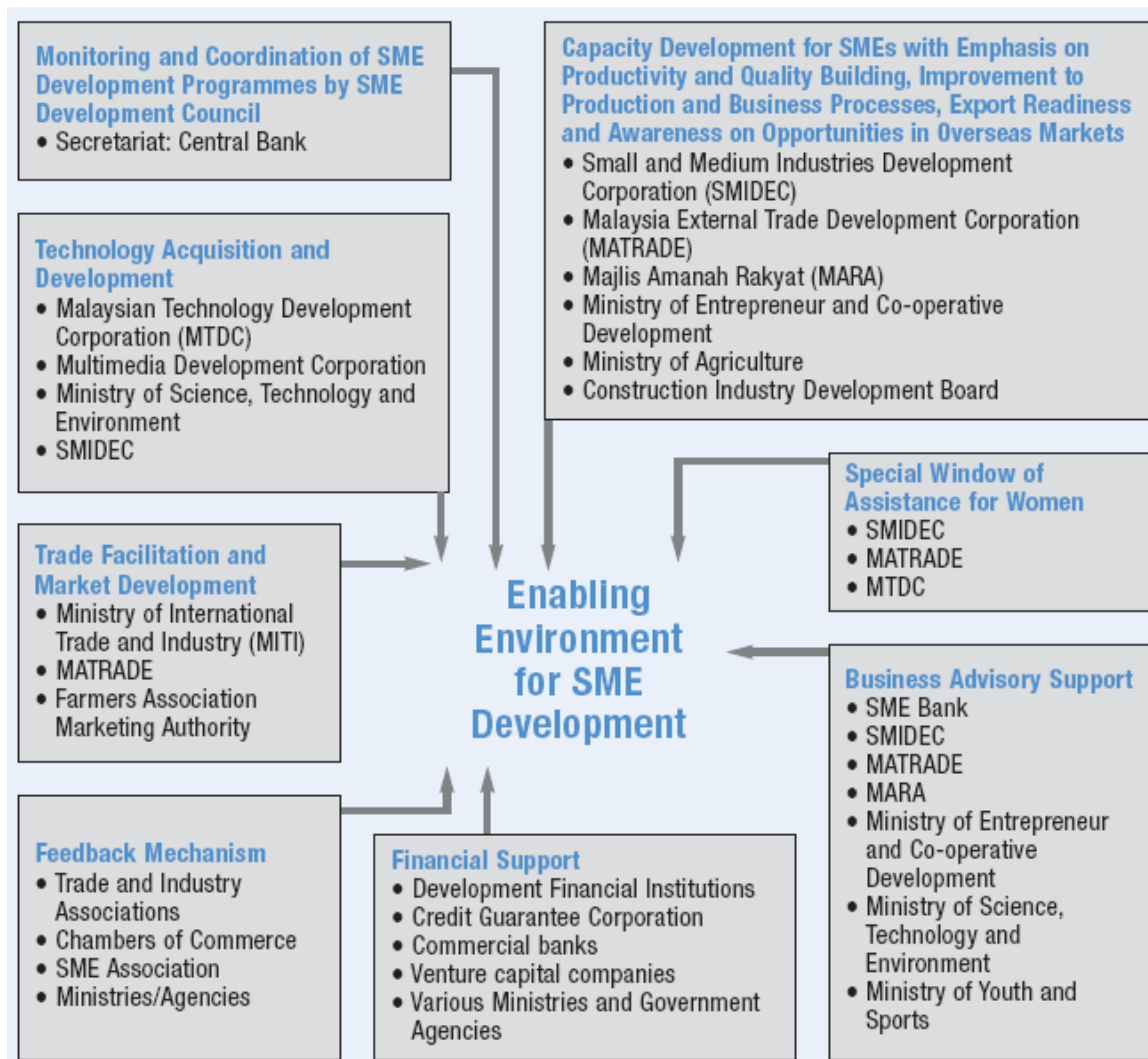 Monitoring and Coordination of SME
Development Programmes by SME
Development Council
• Secretariat: Central Bank
Capacity Development for SMEs with Emphasis on
Productivity and Quality Building, Improvement to
Production and Business Processes, Export Readiness
and Awareness on Opportunities in Overseas Markets
• Small and Medium Industries Development
Corporation (SMIDEC)
• Malaysia External Trade Development Corporation
(MATRADE)
• Majlis Amanah Rakyat (MARA)
• Ministry of Entrepreneur and Co-operative
Development
• Ministry of Agriculture
• Construction Industry Development Board
Technology Acquisition and
Development
• Malaysian Technology Development
Corporation (MTDC)
• Multimedia Development Corporation
• Ministry of Science, Technology and
Environment
• SMIDEC
Special Window of
Assistance for Women
• SMIDEC
• MATRADE
• MTDC
Trade Facilitation and
Market Development
• Ministry of International
Trade and Industry (MITI)
• MATRADE
• Farmers Association
Marketing Authority
Enabling
Environment
for SME
Development
Business Advisory Support
• SME Bank
• SMIDEC
• MATRADE
• MARA
• Ministry of Entrepreneur
and Co-operative
Development
• Ministry of Science,
Technology and
Environment
• Ministry of Youth and
Sports
Feedback Mechanism
• Trade and Industry
Associations
• Chambers of Commerce
• SME Association
• Ministries/Agencies
Financial Support
• Development Financial Institutions
• Credit Guarantee Corporation
• Commercial banks
• Venture capital companies
• Various Ministries and Government
Agencies